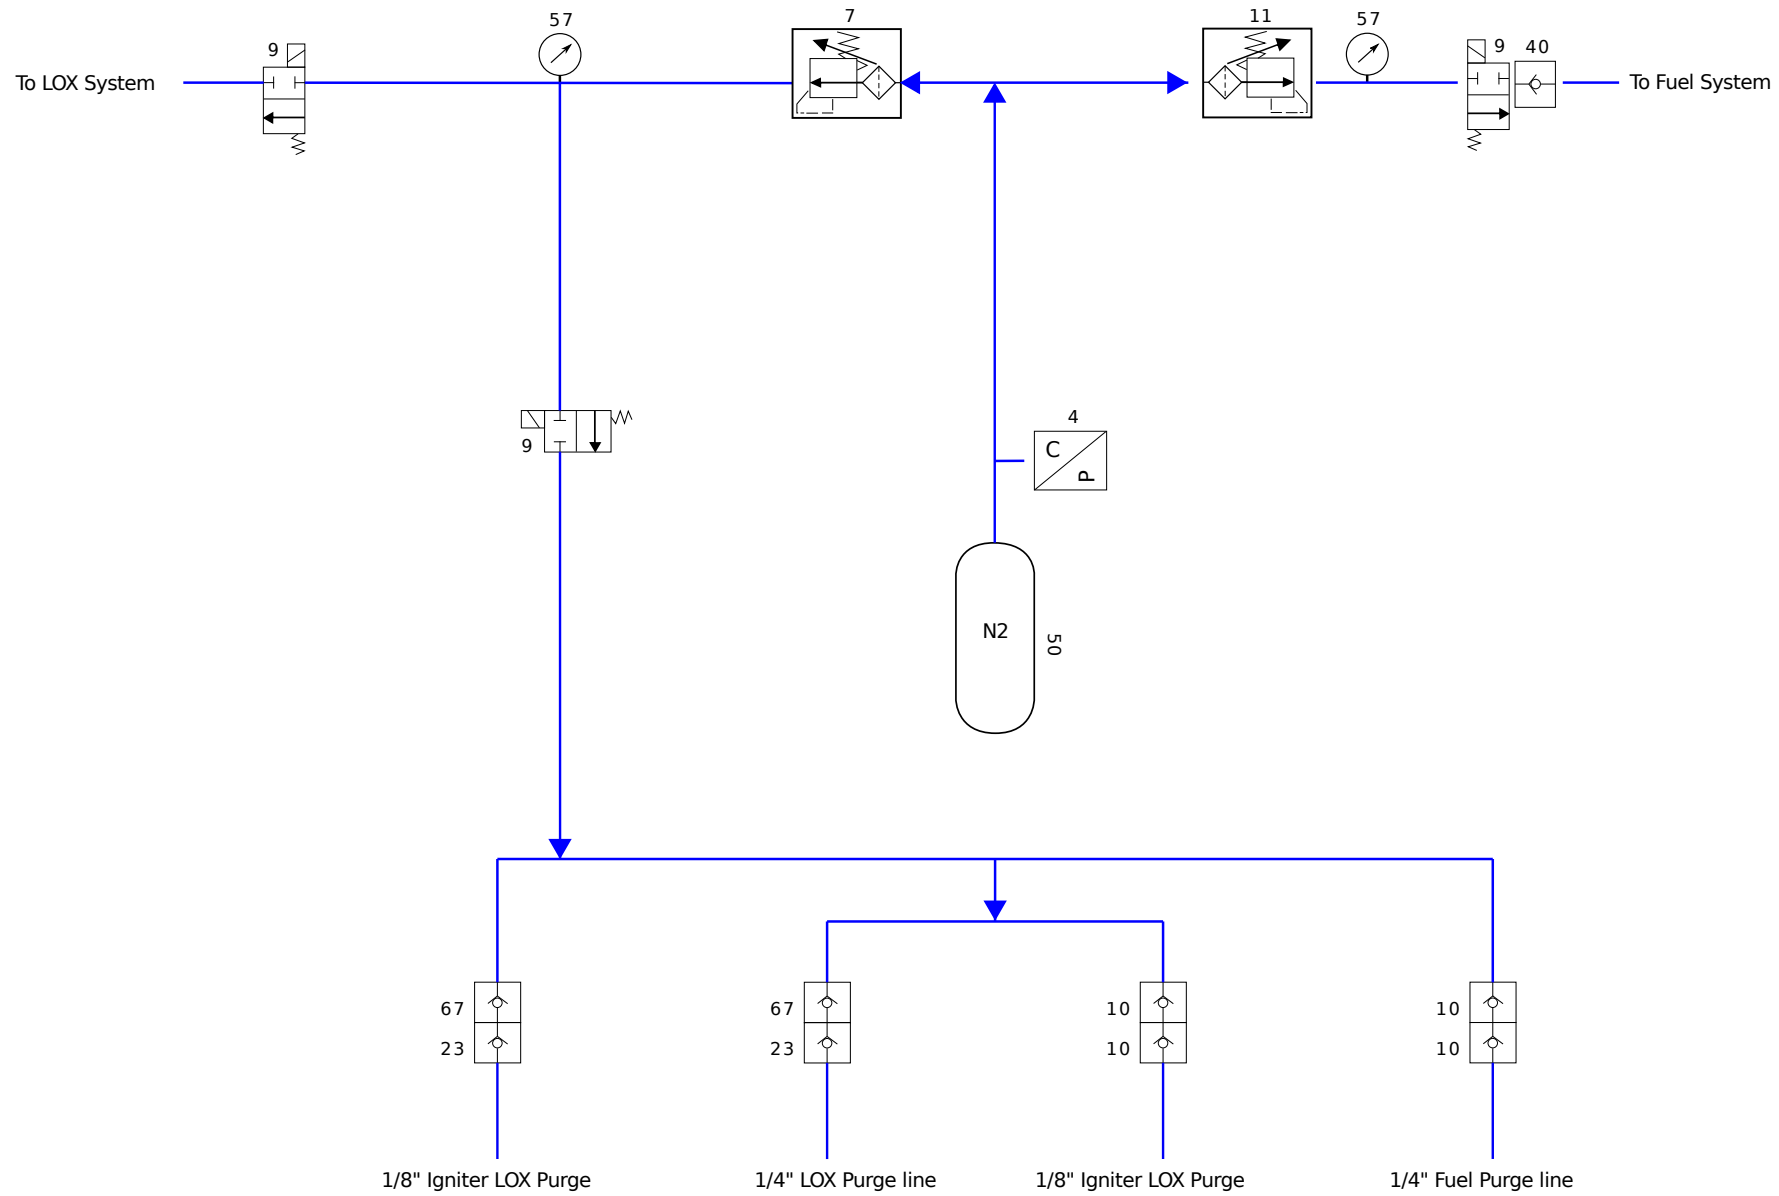 57
7
11
57
9
9
40
To LOX System
To Fuel System
4
C
P
9
N2
50
67
67
10
10
23
23
10
10
1/8" Igniter LOX Purge
1/4" LOX Purge line
1/8" Igniter LOX Purge
1/4" Fuel Purge line